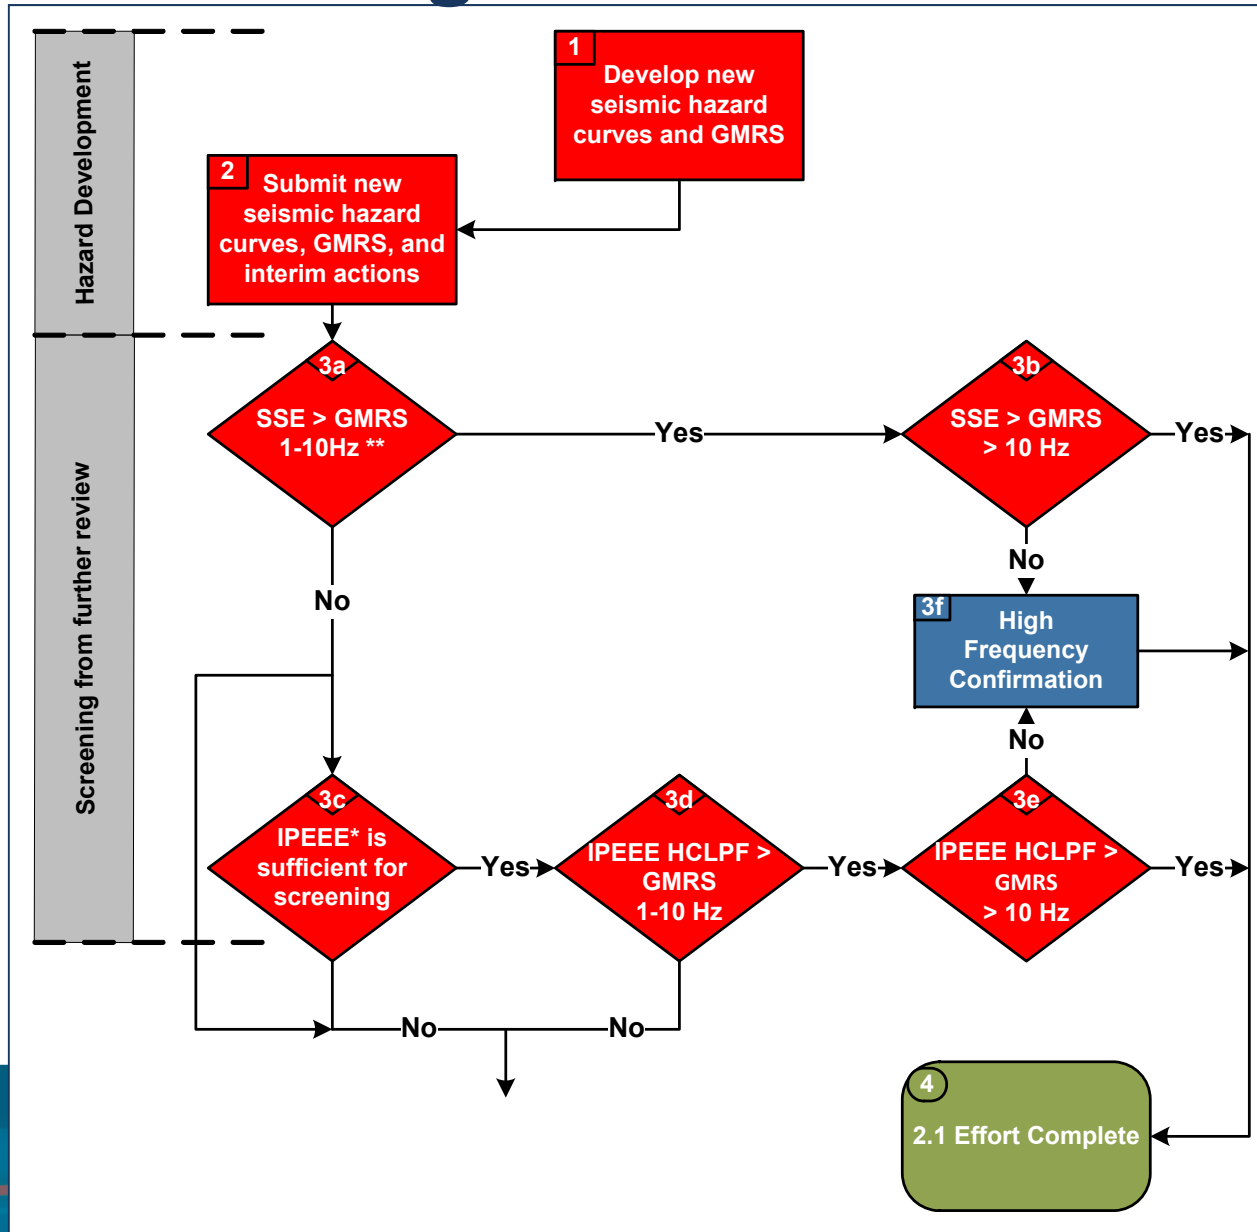 Hazard Development
Screening from further review
1
Develop new
seismic hazard
curves and GMRS
2
Submit new
seismic hazard
curves, GMRS, and
interim actions
3a
SSE > GMRS
1-10Hz **
Yes
3b
SSE > GMRS
> 10 Hz
Yes
No
No
3f
High
Frequency
Confirmation
No
3c
IPEEE* is
sufficient for
screening
Yes
3d
IPEEE HCLPF >
GMRS
1-10 Hz
Yes
3e
IPEEE HCLPF >
GMRS
> 10 Hz
Yes
No
No
4
2.1 Effort Complete